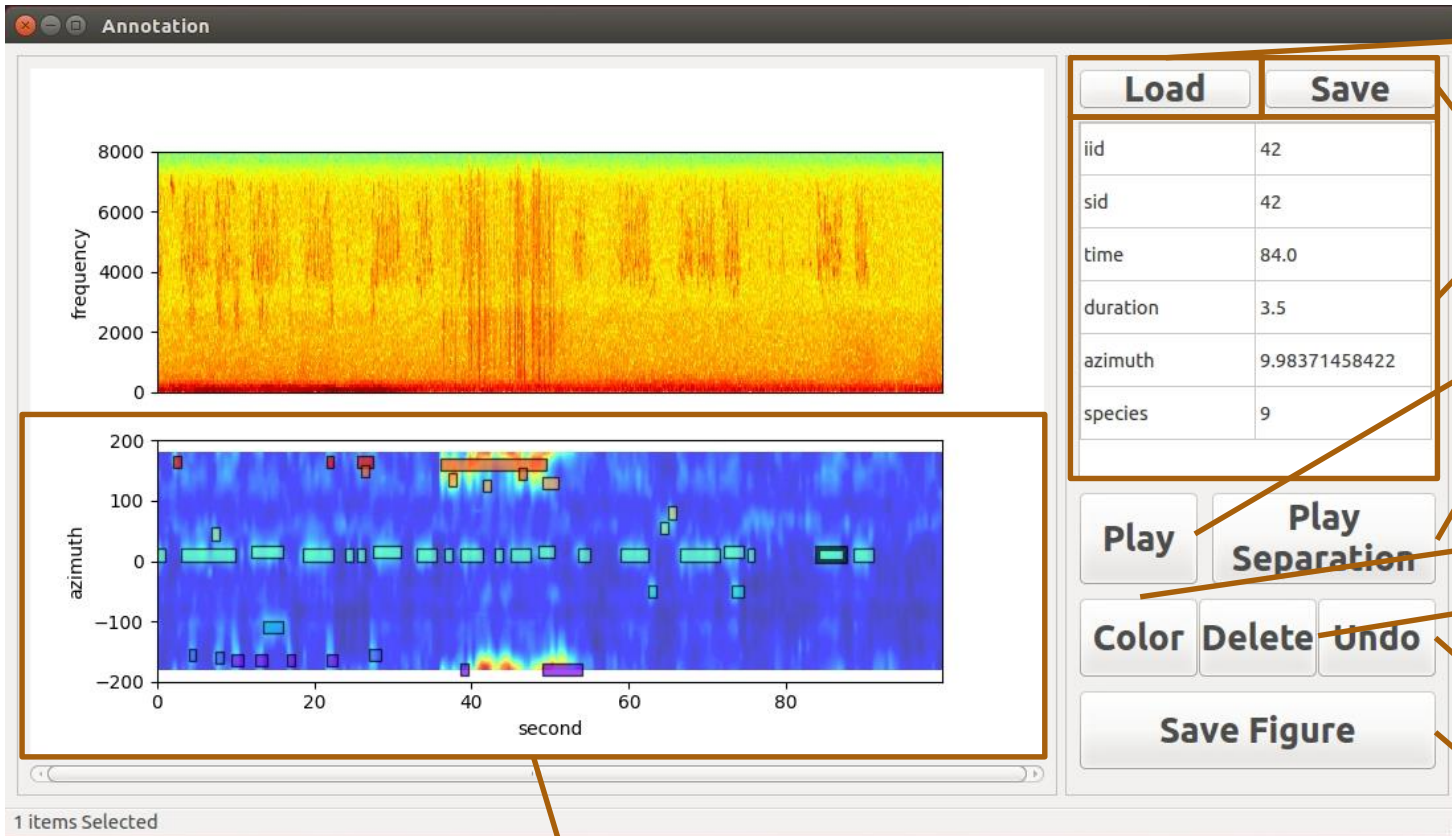 Annotation
Load Save
8000
6000
4000
2000
0
frequency
200
100
0
−100
−200
azimuth
0 20 40 60 80
second
iid 42
sid 42
time 84.0
duration 3.5
azimuth 9.98371458422
species 9
Play
Play
Separation
Color Delete Undo
Save Figure
1 items Selected